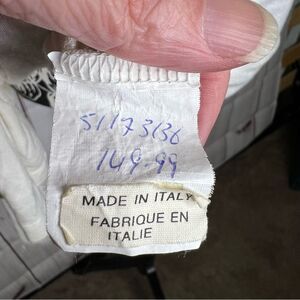 51173136
149.99
MADE IN ITALY
FABRIQUE EN
ITALIE